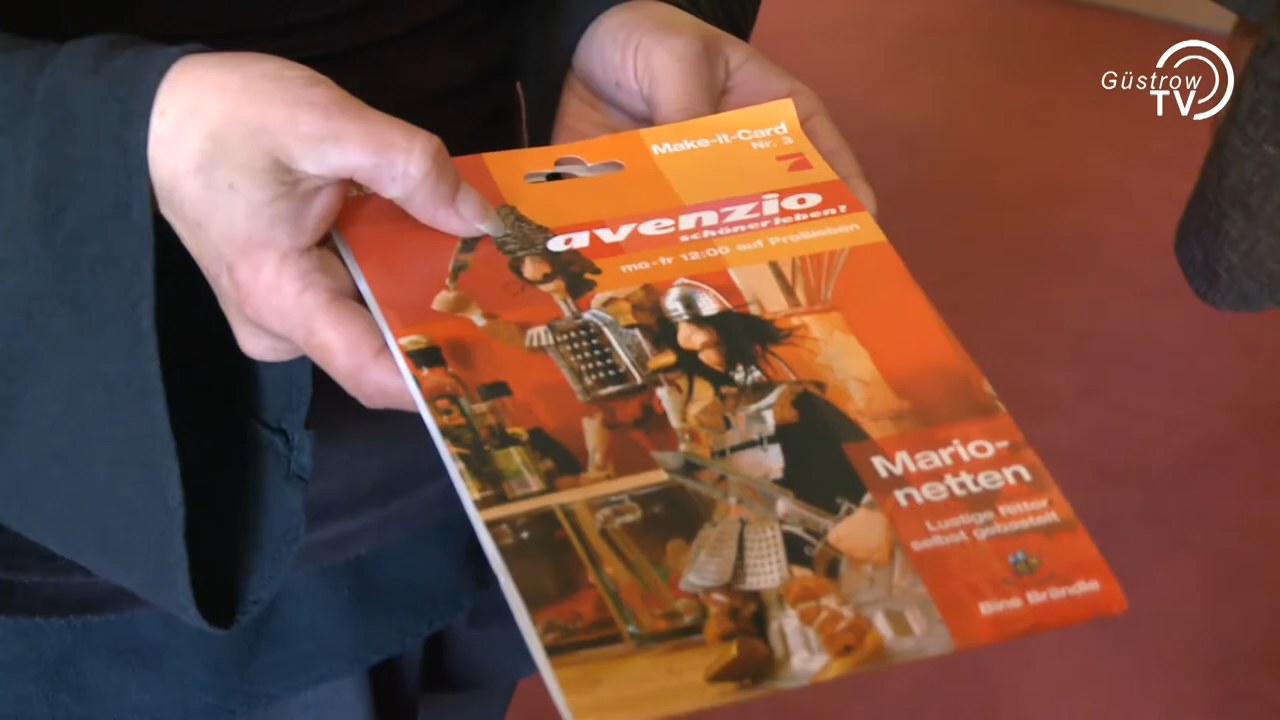 Güstrow
TV
Make-it-Card
Nr. 3
avenzio
schöner leben!
mo-fr 12:00 auf ProSieben
Mario-
netten
Lustige Ritter
selbst gebastelt
Bine Brändle